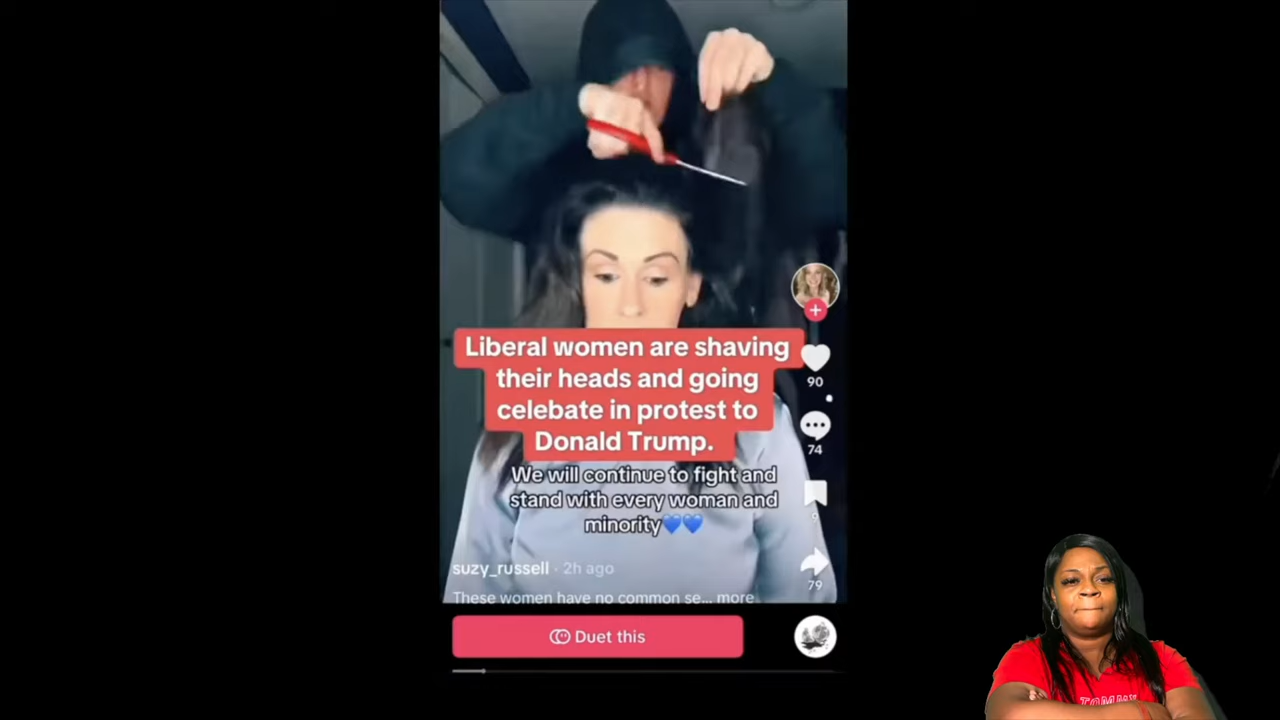 Liberal women are shaving
their heads and going
celebate in protest to
Donald Trump.
We will continue to fight and
stand with every woman and
minority💙💙
90
74
79
suzy_russell · 2h ago
These women have no common se... more
Duet this
TOMMY